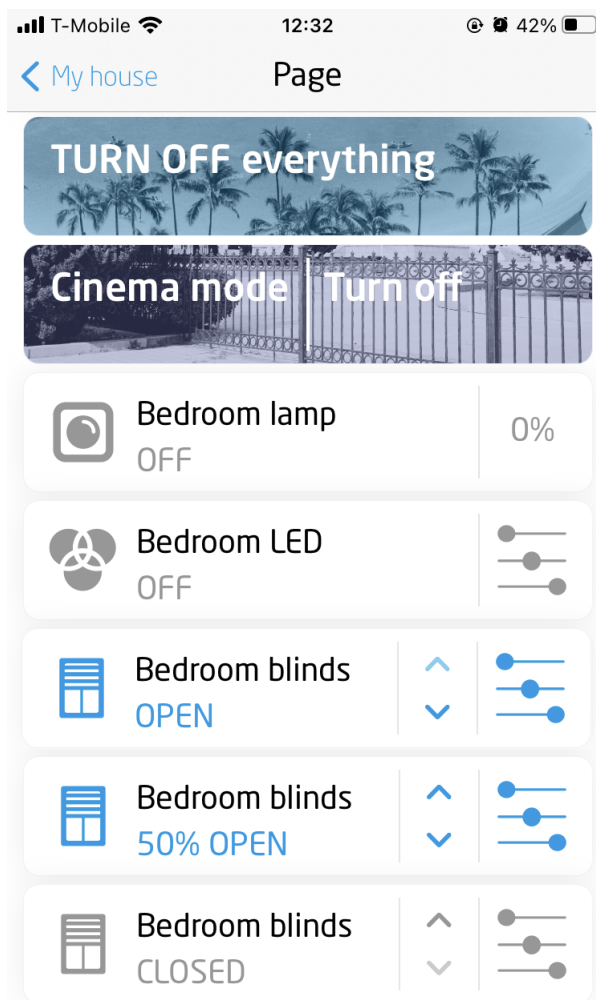 T-Mobile 12:32 42%
My house Page
TURN OFF everything
Cinema mode | Turn off
Bedroom lamp
OFF
0%
Bedroom LED
OFF
Bedroom blinds
OPEN
Bedroom blinds
50% OPEN
Bedroom blinds
CLOSED